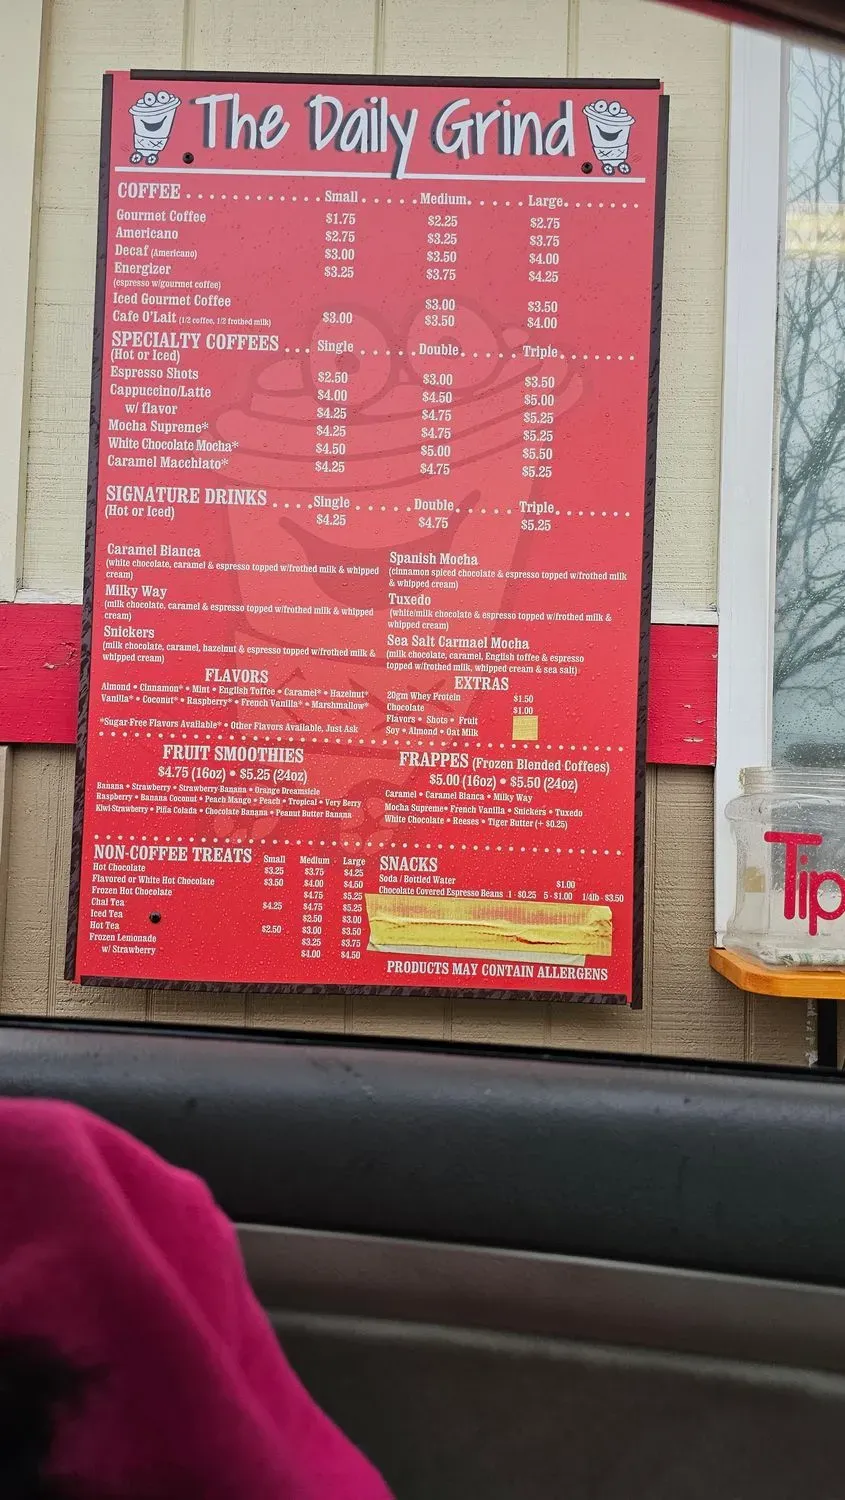 The Daily Grind
COFFEE . . . . . . . . Small . . . . . . Medium. . . . . . Large. . . . . . .
Gourmet Coffee $1.75 $2.25 $2.75
Americano $2.75 $3.25 $3.75
Decaf (Americano) $3.00 $3.50 $4.00
Energizer $3.25 $3.75 $4.25
(espresso w/gourmet coffee)
Iced Gourmet Coffee $3.00 $3.50
Cafe O'Lait (1/2 coffee, 1/2 frothed milk) $3.00 $3.50 $4.00
SPECIALTY COFFEES . . . Single . . . . . . Double. . . . . . Triple. . . . . . .
(Hot or Iced)
Espresso Shots $2.50 $3.00 $3.50
Cappuccino/Latte $4.00 $4.50 $5.00
w/ flavor $4.25 $4.75 $5.25
Mocha Supreme* $4.25 $4.75 $5.25
White Chocolate Mocha* $4.50 $5.00 $5.50
Caramel Macchiato* $4.25 $4.75 $5.25
SIGNATURE DRINKS . . . . Single . . . . . . Double. . . . . . Triple. . . . . . .
(Hot or Iced) $4.25 $4.75 $5.25
Caramel Bianca
(white chocolate, caramel & espresso topped w/frothed milk & whipped
cream)
Milky Way
(milk chocolate, caramel & espresso topped w/frothed milk & whipped
cream)
Snickers
(milk chocolate, caramel, hazelnut & espresso topped w/frothed milk &
whipped cream)
Spanish Mocha
(cinnamon spiced chocolate & espresso topped w/frothed milk
& whipped cream)
Tuxedo
(white/milk chocolate & espresso topped w/frothed milk &
whipped cream)
Sea Salt Carmael Mocha
(milk chocolate, caramel, English toffee & espresso
topped w/frothed milk, whipped cream & sea salt)
FLAVORS
Almond • Cinnamon* • Mint • English Toffee • Caramel* • Hazelnut*
Vanilla* • Coconut* • Raspberry* • French Vanilla* • Marshmallow*
*Sugar-Free Flavors Available* • Other Flavors Available, Just Ask
EXTRAS
20gm Whey Protein $1.50
Chocolate $1.00
Flavors • Shots • Fruit
Soy • Almond • Oat Milk
FRUIT SMOOTHIES
$4.75 (16oz) • $5.25 (24oz)
Banana • Strawberry • Strawberry-Banana • Orange Dreamsicle
Raspberry • Banana Coconut • Peach Mango • Peach • Tropical • Very Berry
Kiwi-Strawberry • Piña Colada • Chocolate Banana • Peanut Butter Banana
FRAPPES (Frozen Blended Coffees)
$5.00 (16oz) • $5.50 (24oz)
Caramel • Caramel Bianca • Milky Way
Mocha Supreme• French Vanilla • Snickers • Tuxedo
White Chocolate • Reeses • Tiger Butter (+ $0.25)
NON-COFFEE TREATS Small Medium Large
Hot Chocolate $3.25 $3.75 $4.25
Flavored or White Hot Chocolate $3.50 $4.00 $4.50
Frozen Hot Chocolate $4.75 $5.25
Chai Tea $4.25 $4.75 $5.25
Iced Tea $2.50 $3.00
Hot Tea $2.50 $3.00 $3.50
Frozen Lemonade $3.25 $3.75
w/ Strawberry $4.00 $4.50
SNACKS
Soda / Bottled Water $1.00
Chocolate Covered Espresso Beans 1 - $0.25 5 - $1.00 1/4lb - $3.50
PRODUCTS MAY CONTAIN ALLERGENS
Tip